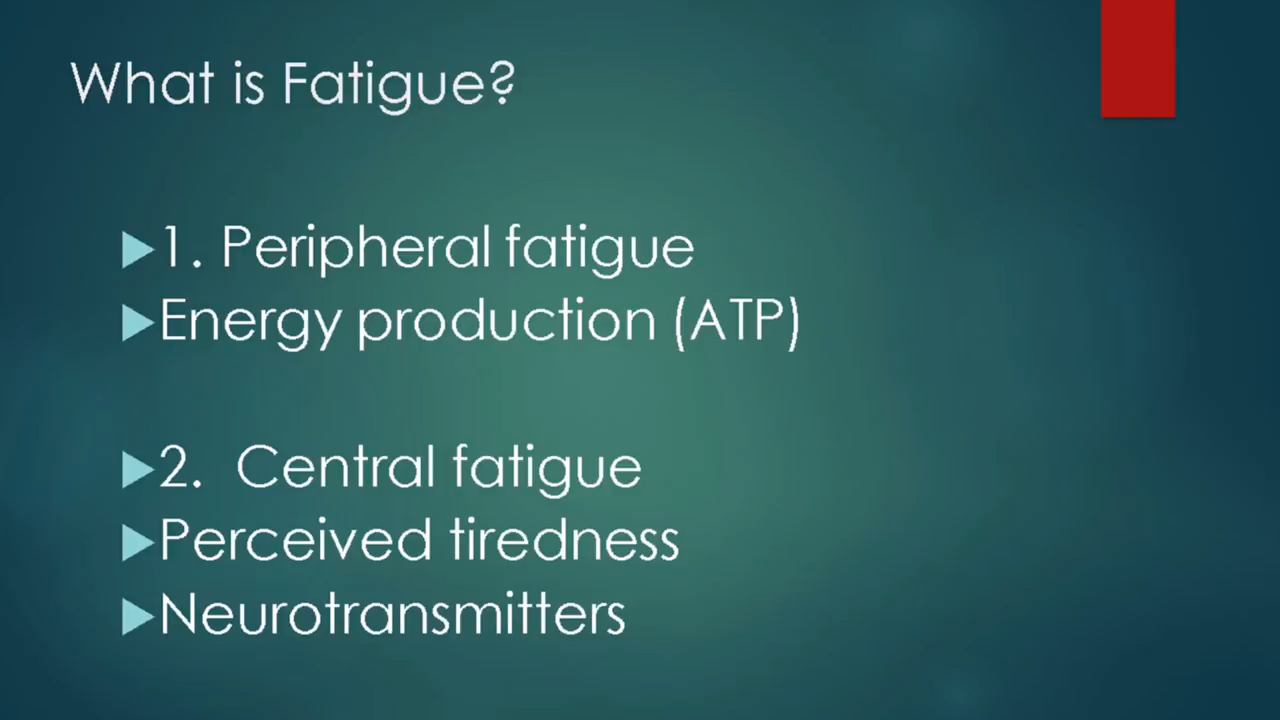 What is Fatigue?
1. Peripheral fatigue
Energy production (ATP)
2. Central fatigue
Perceived tiredness
Neurotransmitters